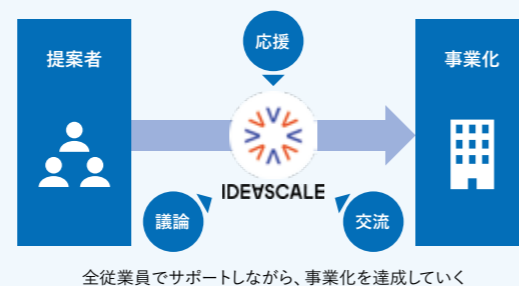 応援
提案者
事業化
IDEⱯSCALE
議論
交流
全従業員でサポートしながら、事業化を達成していく